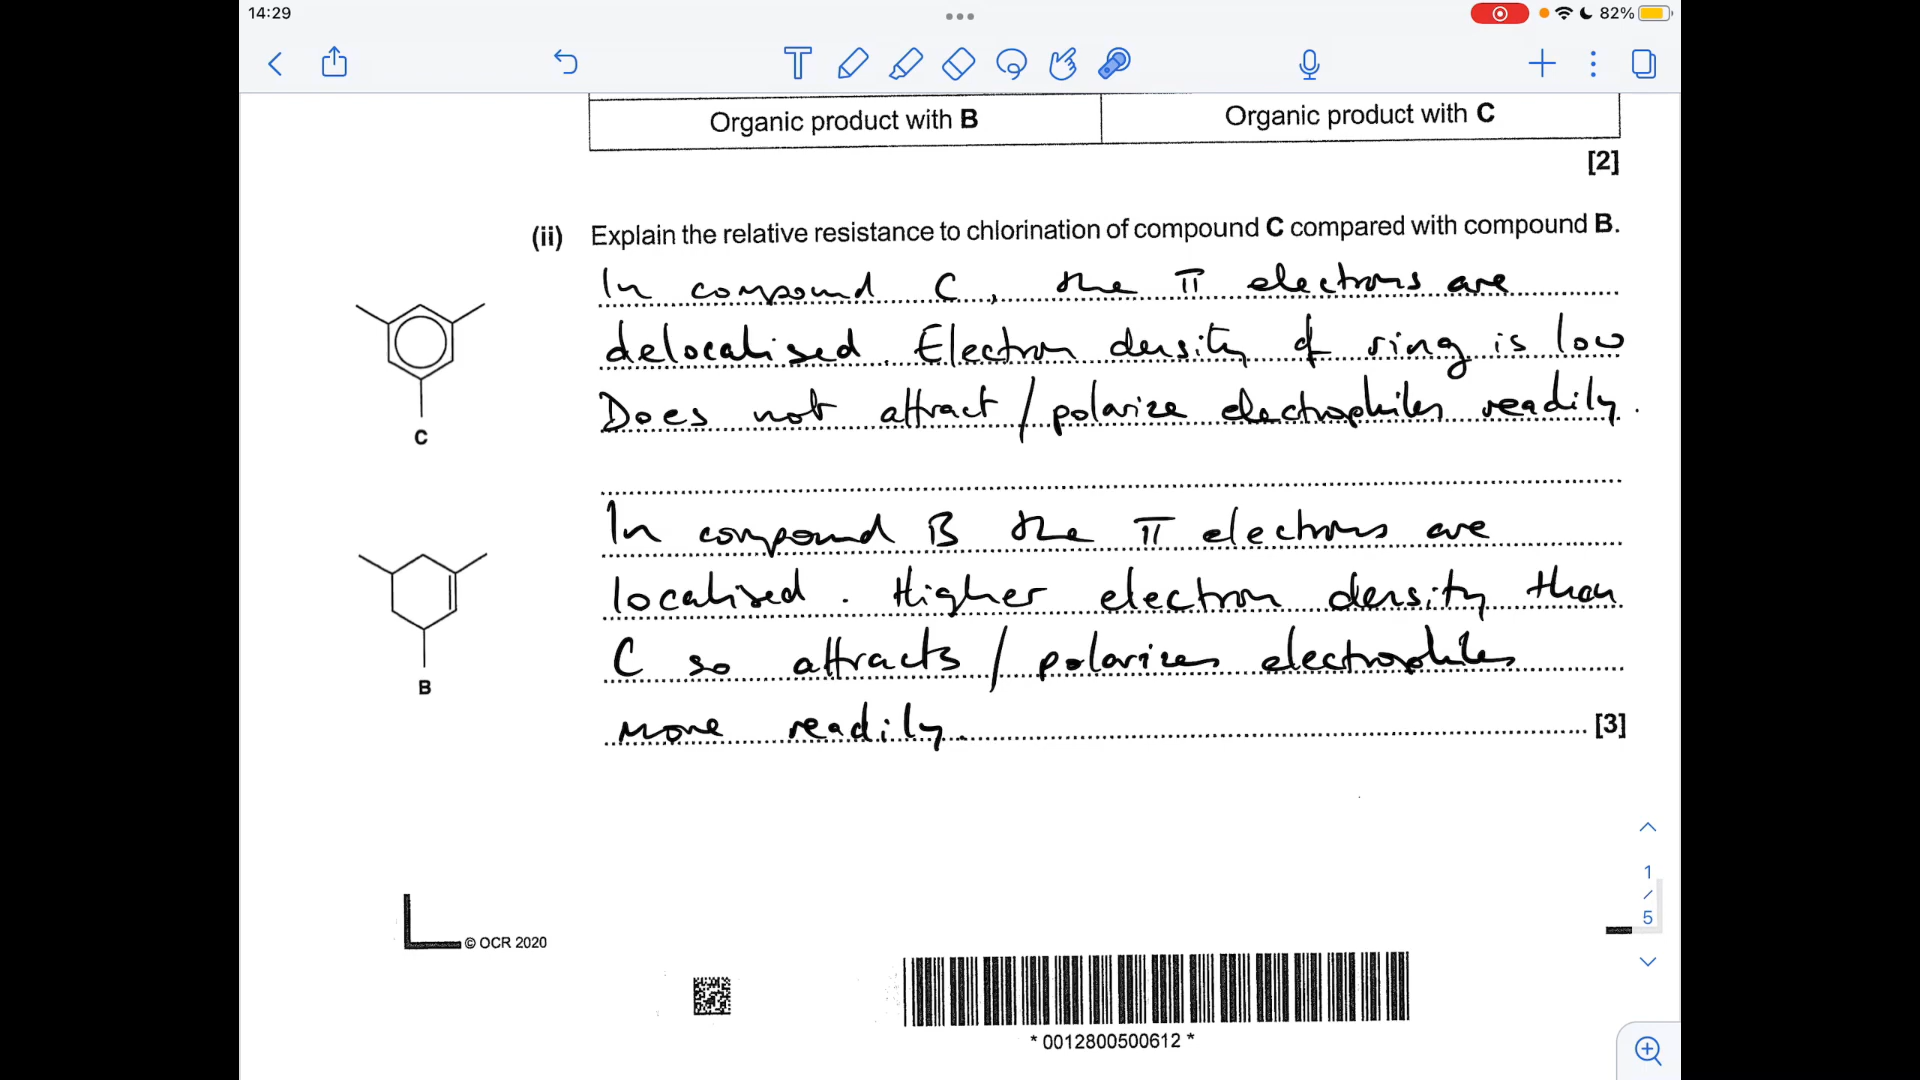 14:29
82%
Organic product with B
Organic product with C
[2]
(ii) Explain the relative resistance to chlorination of compound C compared with compound B.
In compound C, the π electrons are
delocalised. Electron density of ring is low
Does not attract / polarize electrophiles readily.
C
In compound B the π electrons are
localised. Higher electron density than
C so attracts / polarizes electrophiles
more readily.
[3]
B
1
/
5
© OCR 2020
* 0012800500612 *